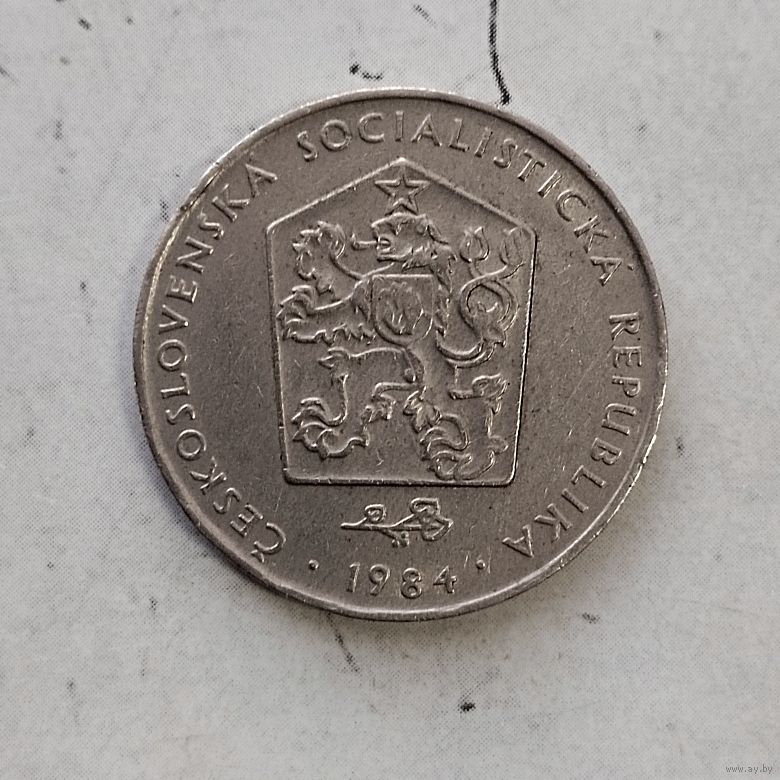 ČESKOSLOVENSKÁ SOCIALISTICKÁ REPUBLIKA
· 1984 ·
www.ay.by